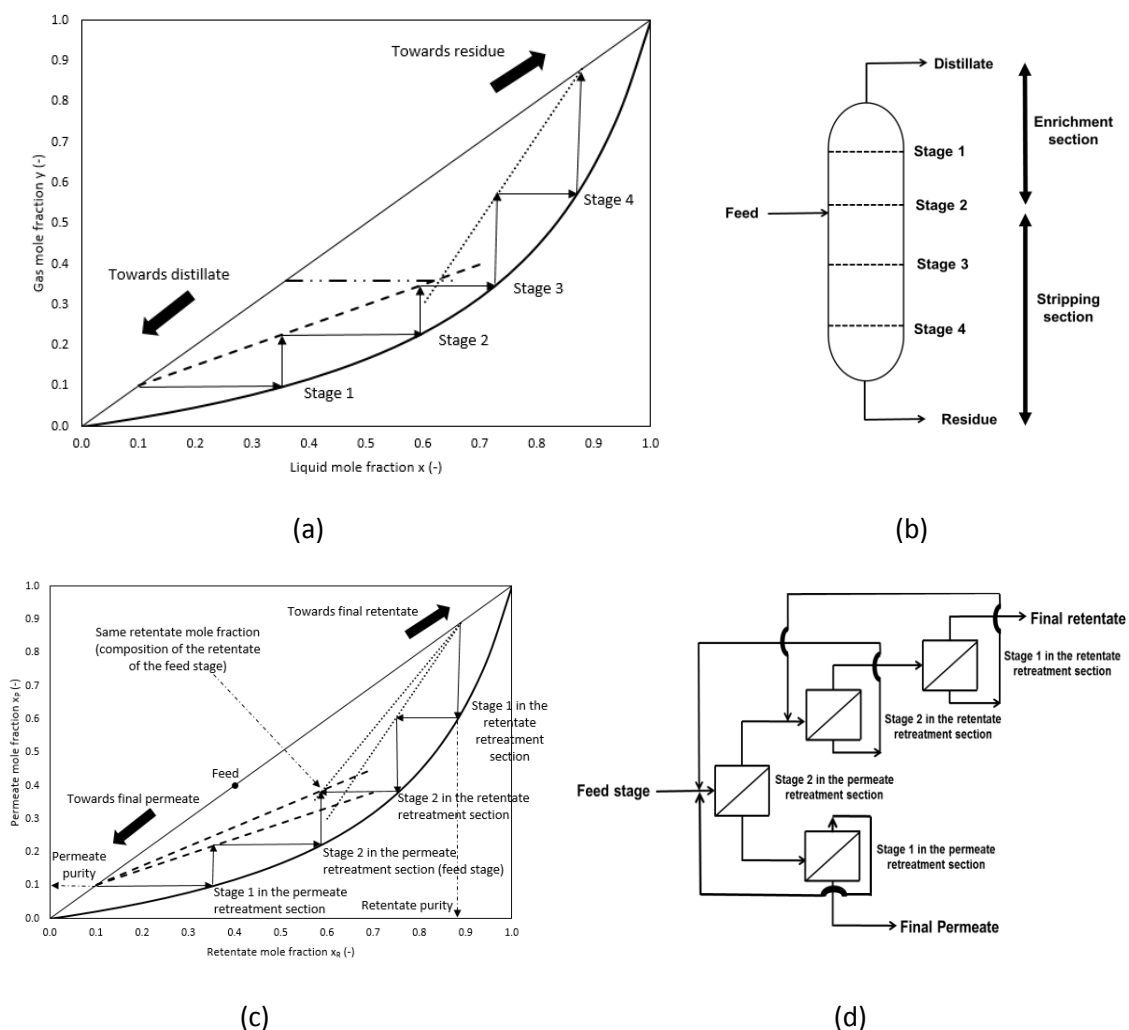 1.0
0.9
0.8
0.7
0.6
0.5
0.4
0.3
0.2
0.1
0.0
Gas mole fraction y (-)
Towards residue
Towards distillate
Stage 1
Stage 2
Stage 3
Stage 4
0.0 0.1 0.2 0.3 0.4 0.5 0.6 0.7 0.8 0.9 1.0
Liquid mole fraction x (-)
(a)
Distillate
Enrichment
section
Stage 1
Stage 2
Feed
Stage 3
Stripping
section
Stage 4
Residue
(b)
1.0
0.9
0.8
0.7
0.6
0.5
0.4
0.3
0.2
0.1
0.0
Permeate mole fraction xP (-)
Towards final retentate
Same retentate mole fraction
(composition of the retentate
of the feed stage)
Feed
Towards final permeate
Permeate
purity
Stage 1 in the
retentate
retreatment
section
Stage 2 in the retentate
retreatment section
Stage 2 in the permeate
retreatment section (feed stage)
Stage 1 in the permeate
retreatment section
Retentate purity
0.0 0.1 0.2 0.3 0.4 0.5 0.6 0.7 0.8 0.9 1.0
Retentate mole fraction xR (-)
(c)
Final retentate
Stage 1 in the retentate
retreatment section
Stage 2 in the retentate
retreatment section
Feed stage
Stage 2 in the permeate
retreatment section
Stage 1 in the permeate
retreatment section
Final Permeate
(d)